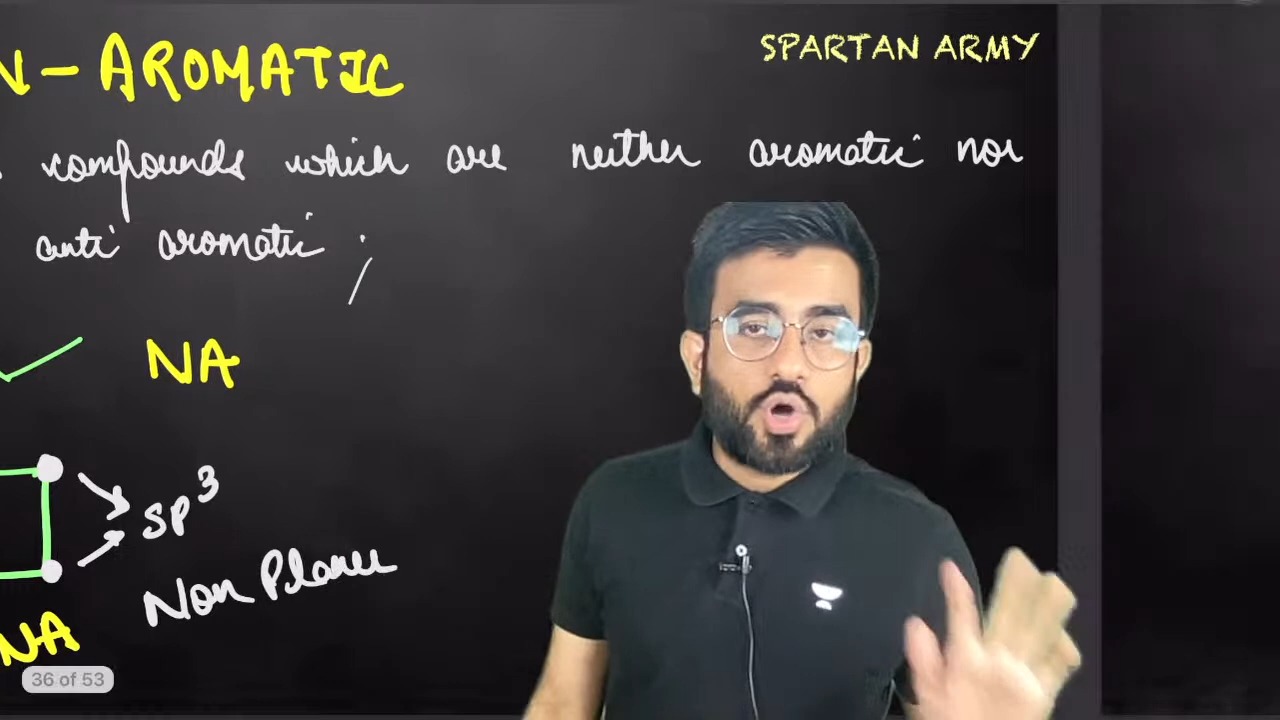 N-AROMATIC
SPARTAN ARMY
compounds which are neither aromatic nor
anti aromatic ;
NA
SP³
Non Planar
NA
36 of 53